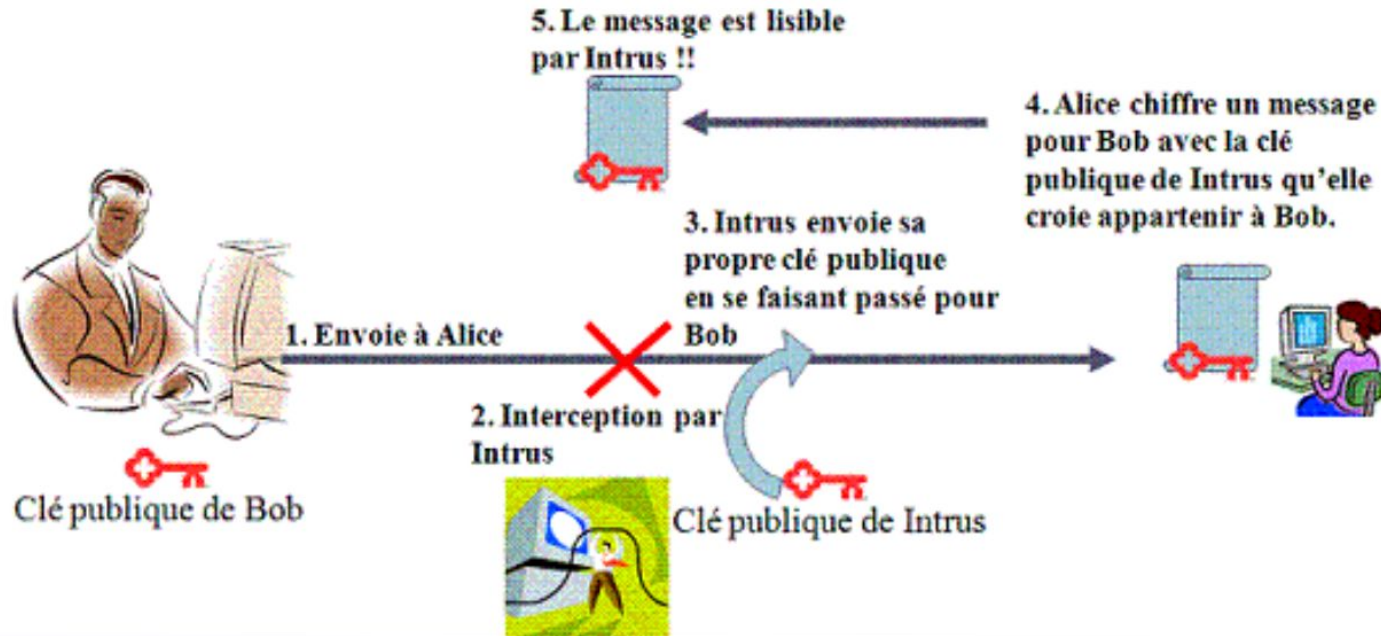 5. Le message est lisible
par Intrus !!
4. Alice chiffre un message
pour Bob avec la clé
publique de Intrus qu'elle
croie appartenir à Bob.
3. Intrus envoie sa
propre clé publique
en se faisant passé pour
Bob
1. Envoie à Alice
2. Interception par
Intrus
Clé publique de Bob
Clé publique de Intrus